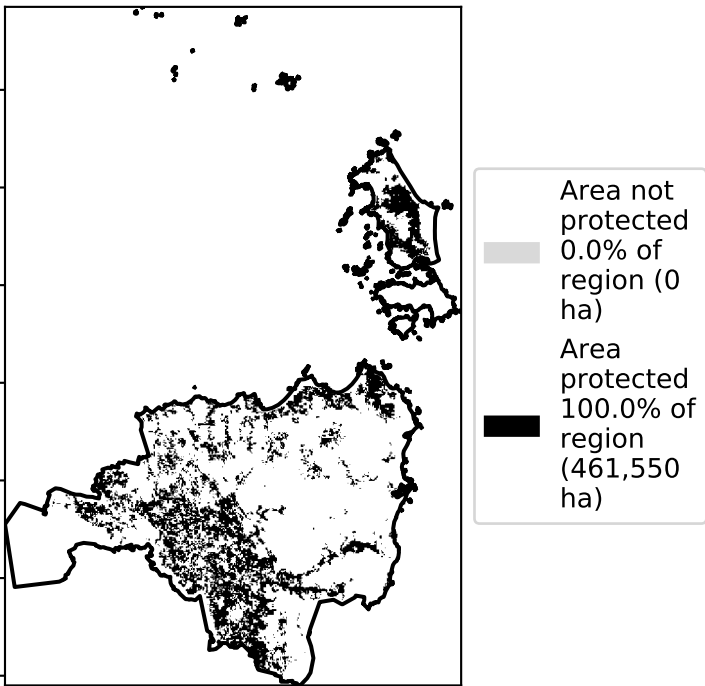 Area not
protected
0.0% of
region (0
ha)
Area
protected
100.0% of
region
(461,550
ha)